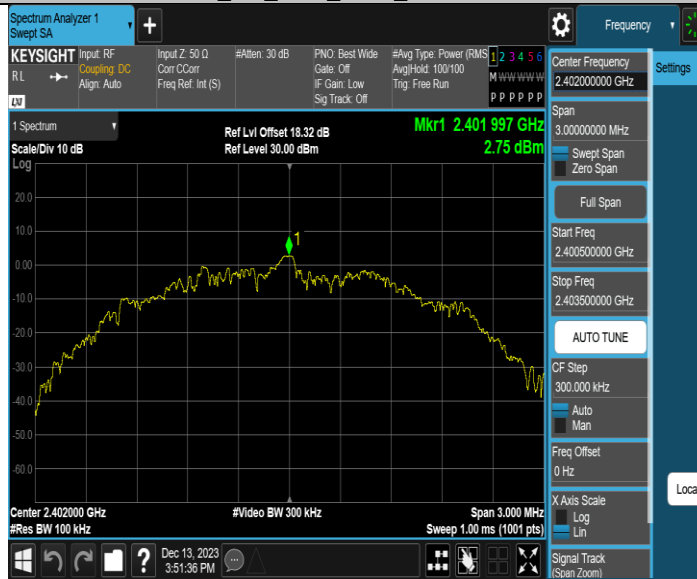 Spectrum Analyzer 1
Swept SA
Frequency
KEYSIGHT
RL
LXI
Input: RF
Coupling: DC
Align: Auto
Input Z: 50 Ω
Corr CCorr
Freq Ref: Int (S)
#Atten: 30 dB
PNO: Best Wide
Gate: Off
IF Gain: Low
Sig Track: Off
#Avg Type: Power (RMS
Avg|Hold: 100/100
Trig: Free Run
1 2 3 4 5 6
M W W W W W
P P P P P P
1 Spectrum
Scale/Div 10 dB
Log
Ref Lvl Offset 18.32 dB
Ref Level 30.00 dBm
Mkr1 2.401 997 GHz
2.75 dBm
1
20.0
10.0
0.00
-10.0
-20.0
-30.0
-40.0
-50.0
-60.0
Center 2.402000 GHz
#Res BW 100 kHz
#Video BW 300 kHz
Span 3.000 MHz
Sweep 1.00 ms (1001 pts)
Dec 13, 2023
3:51:36 PM
Center Frequency
2.402000000 GHz
Span
3.00000000 MHz
Swept Span
Zero Span
Full Span
Start Freq
2.400500000 GHz
Stop Freq
2.403500000 GHz
AUTO TUNE
CF Step
300.000 kHz
Auto
Man
Freq Offset
0 Hz
X Axis Scale
Log
Lin
Signal Track
(Span Zoom)
Settings
Loca